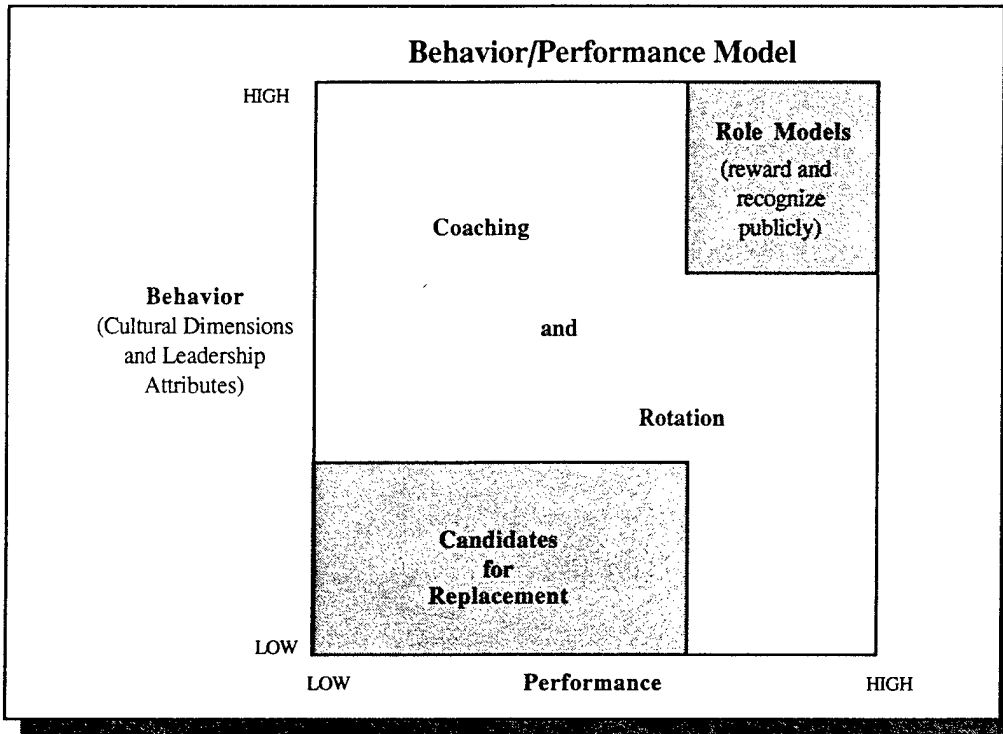 Behavior/Performance Model
HIGH
Role Models
(reward and
recognize
publicly)
Coaching
Behavior
(Cultural Dimensions
and Leadership
Attributes)
and
Rotation
Candidates
for
Replacement
LOW
LOW
Performance
HIGH